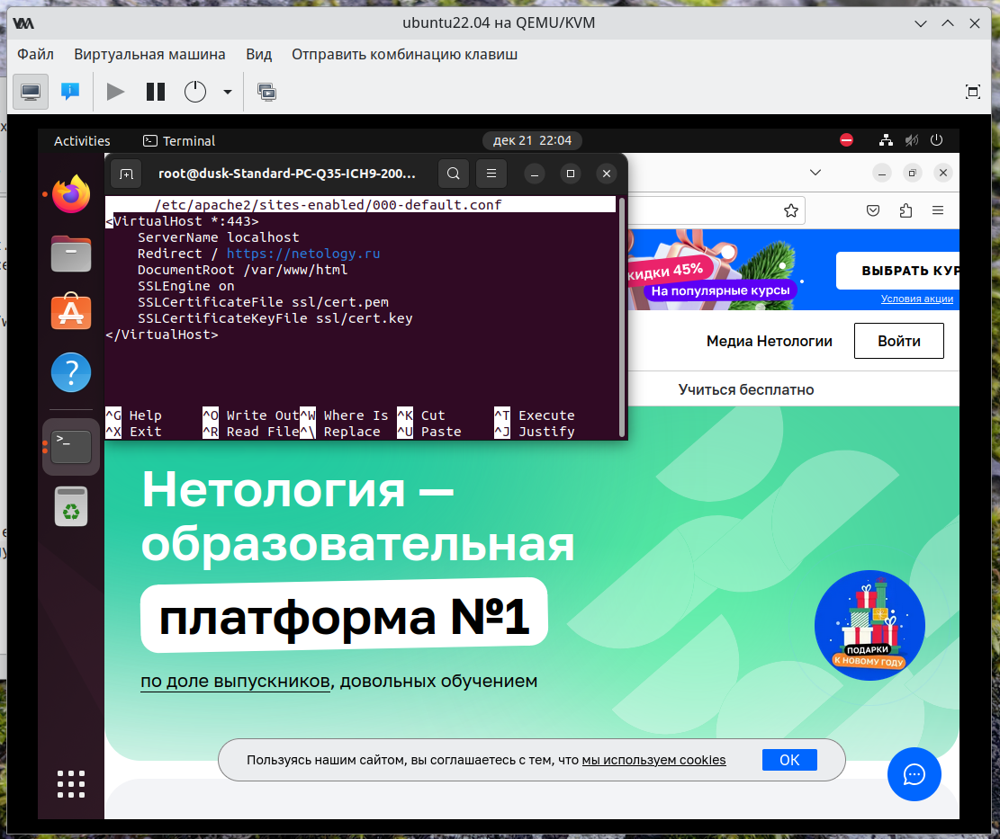 ubuntu22.04 на QEMU/KVM
Файл Виртуальная машина Вид Отправить комбинацию клавиш
Activities Terminal дек 21 22:04
root@dusk-Standard-PC-Q35-ICH9-200...
/etc/apache2/sites-enabled/000-default.conf
<VirtualHost *:443>
ServerName localhost
Redirect / https://netology.ru
DocumentRoot /var/www/html
SSLEngine on
SSLCertificateFile ssl/cert.pem
SSLCertificateKeyFile ssl/cert.key
</VirtualHost>
^G Help ^O Write Out ^W Where Is ^K Cut ^T Execute
^X Exit ^R Read File ^\ Replace ^U Paste ^J Justify
кидки 45%
На популярные курсы
ВЫБРАТЬ КУР
Условия акции
Медиа Нетологии Войти
Учиться бесплатно
Нетология —
образовательная
платформа №1
по доле выпускников, довольных обучением
ПОДАРКИ
К НОВОМУ ГОДУ
Пользуясь нашим сайтом, вы соглашаетесь с тем, что мы используем cookies OK